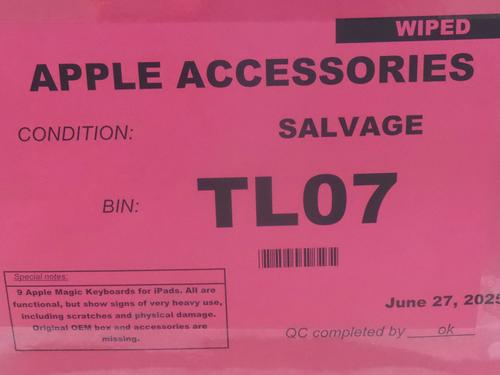 WIPED
APPLE ACCESSORIES
CONDITION: SALVAGE
BIN: TL07
Special notes:
9 Apple Magic Keyboards for iPads. All are
functional, but show signs of very heavy use,
including scratches and physical damage.
Original OEM box and accessories are
missing.
June 27, 2025
QC completed by ok